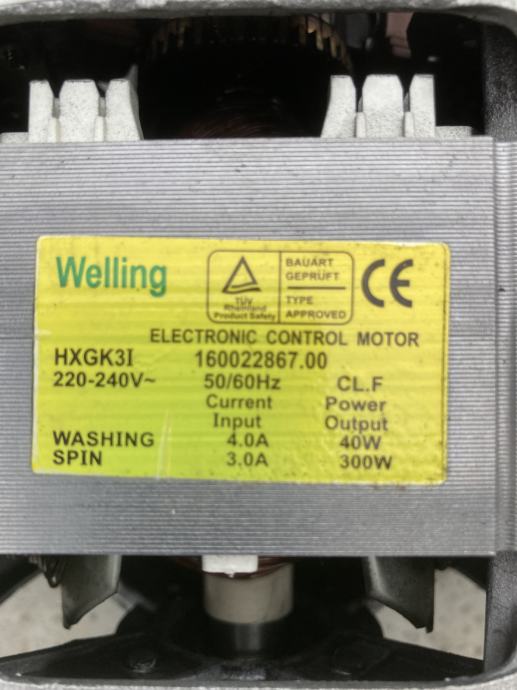 Welling
TÜV
Rheinland
Product Safety
BAUART
GEPRÜFT
TYPE
APPROVED
CE
ELECTRONIC CONTROL MOTOR
HXGK3I 160022867.00
220-240V~ 50/60Hz CL.F
Current Power
Input Output
WASHING 4.0A 40W
SPIN 3.0A 300W